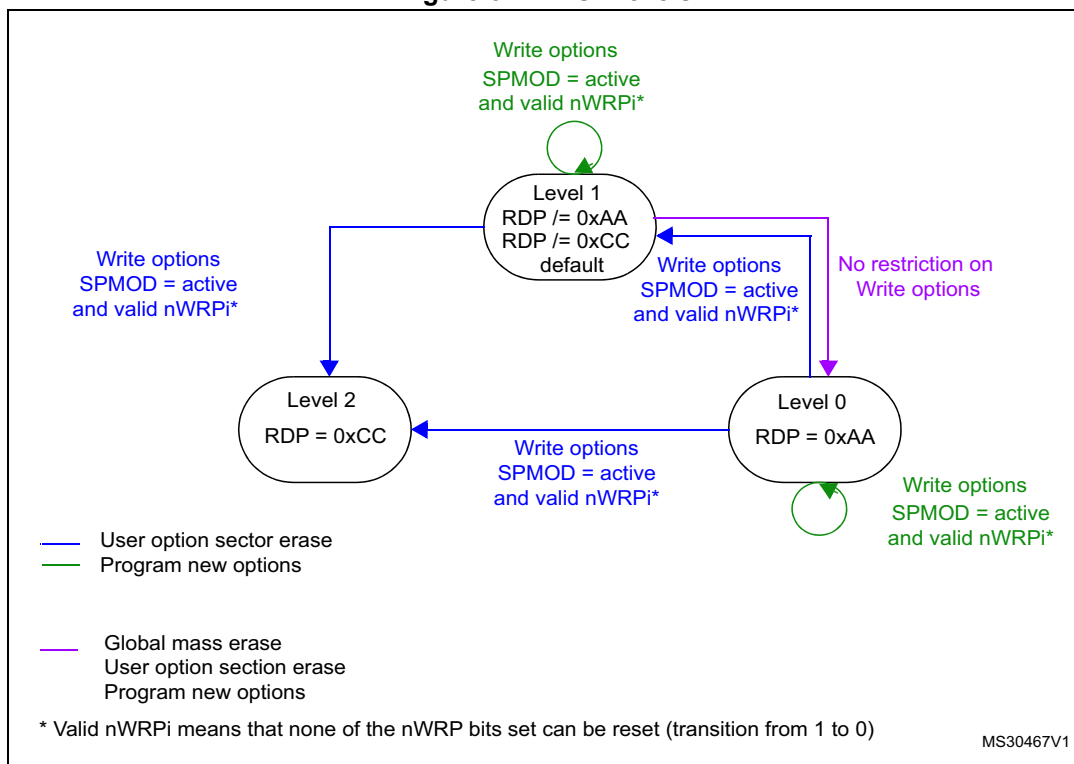 Write options
SPMOD = active
and valid nWRPi*
Level 1
RDP /= 0xAA
RDP /= 0xCC
default
Write options
SPMOD = active
and valid nWRPi*
Write options
SPMOD = active
and valid nWRPi*
No restriction on
Write options
Level 2
RDP = 0xCC
Level 0
RDP = 0xAA
Write options
SPMOD = active
and valid nWRPi*
Write options
SPMOD = active
and valid nWRPi*
User option sector erase
Program new options
Global mass erase
User option section erase
Program new options
* Valid nWRPi means that none of the nWRP bits set can be reset (transition from 1 to 0)
MS30467V1